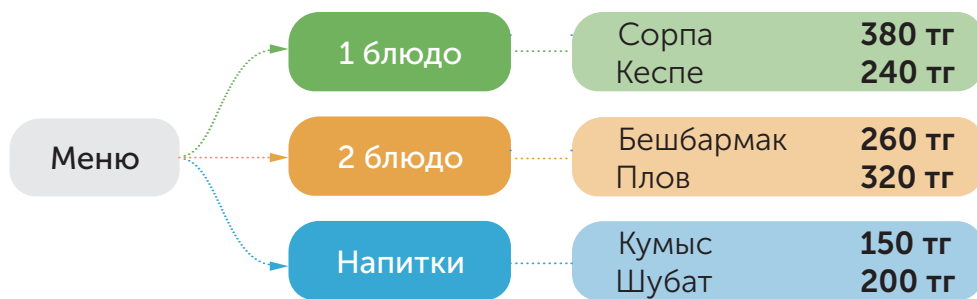 Меню
1 блюдо
Сорпа 380 тг
Кеспе 240 тг
2 блюдо
Бешбармак 260 тг
Плов 320 тг
Напитки
Кумыс 150 тг
Шубат 200 тг